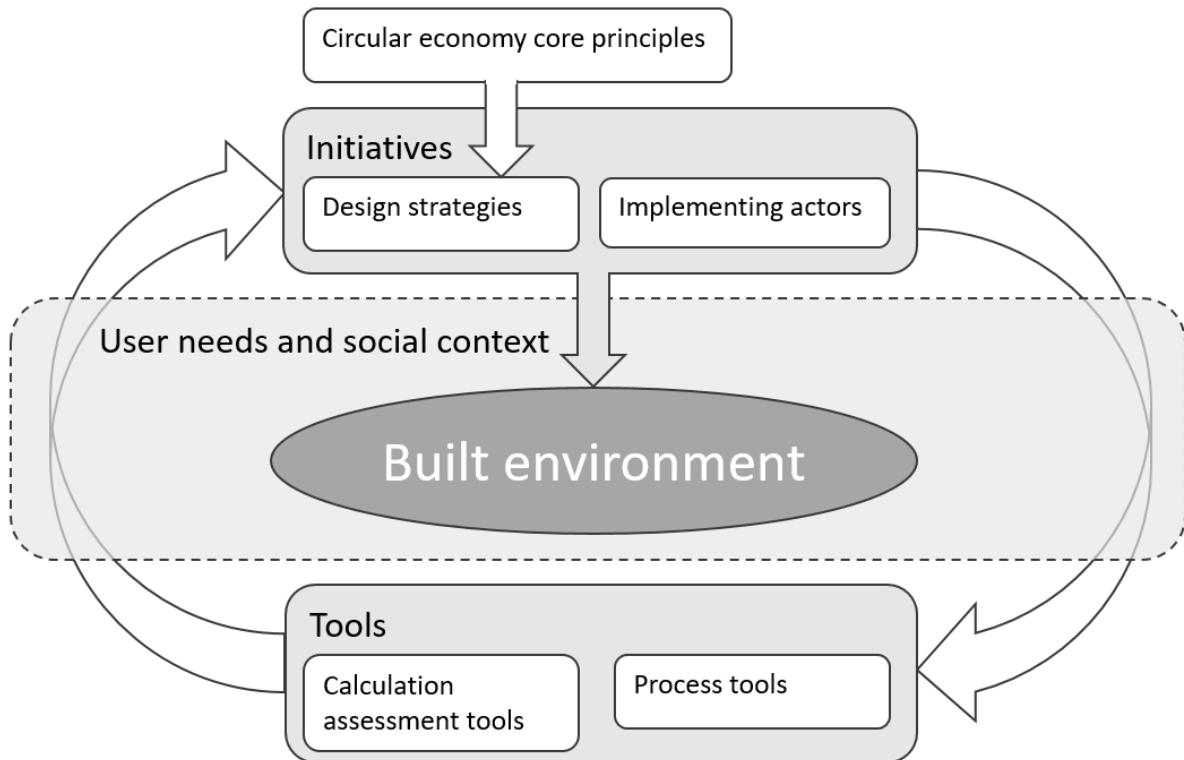 Circular economy core principles
Initiatives
Design strategies
Implementing actors
User needs and social context
Built environment
Tools
Calculation
assessment tools
Process tools